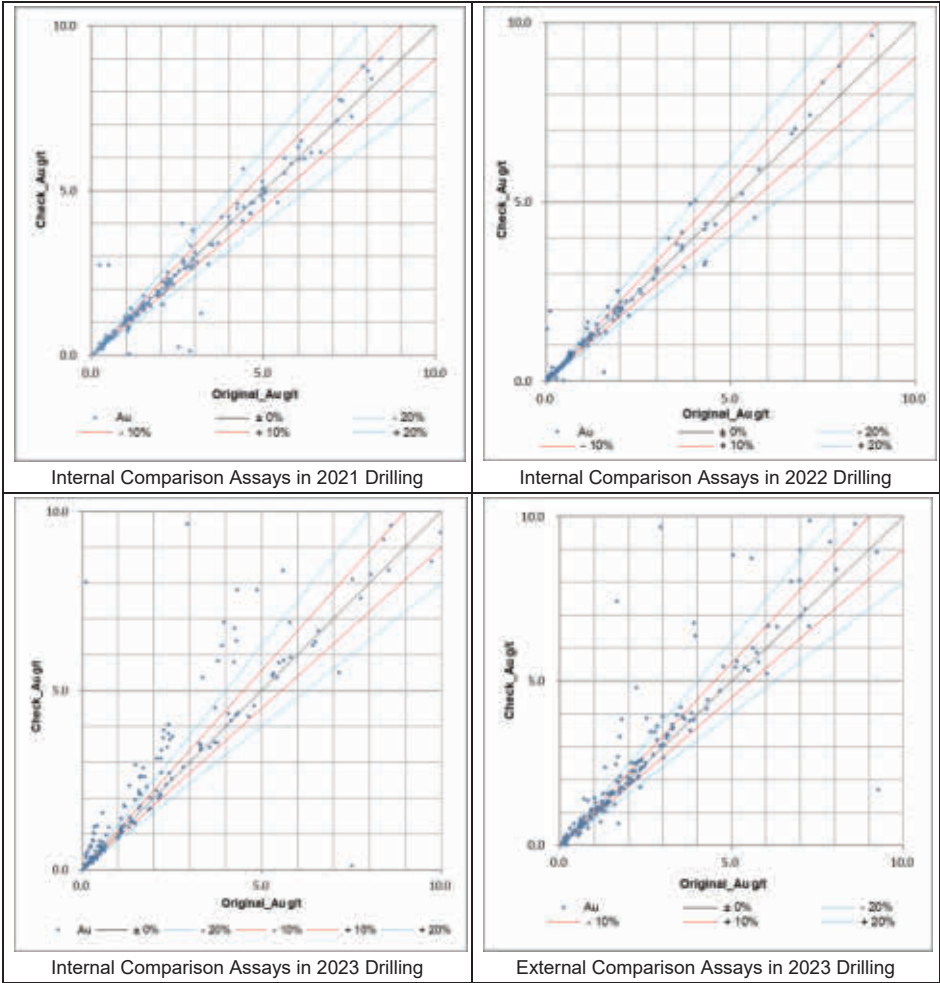 10.0
5.0
0.0
Check_Au g/t
0.0 5.0 10.0
Original_Au g/t
Au ± 0% - 20%
- 10% + 10% + 20%
Internal Comparison Assays in 2021 Drilling
10.0
5.0
0.0
Check_Au g/t
0.0 5.0 10.0
Original_Au g/t
Au ± 0% - 20%
- 10% + 10% + 20%
Internal Comparison Assays in 2022 Drilling
10.0
5.0
0.0
Check_Au g/t
0.0 5.0 10.0
Original_Au g/t
Au ± 0% - 20% - 10% + 10% + 20%
Internal Comparison Assays in 2023 Drilling
10.0
5.0
0.0
Check_Au g/t
0.0 5.0 10.0
Original_Au g/t
Au ± 0% - 20%
- 10% + 10% + 20%
External Comparison Assays in 2023 Drilling